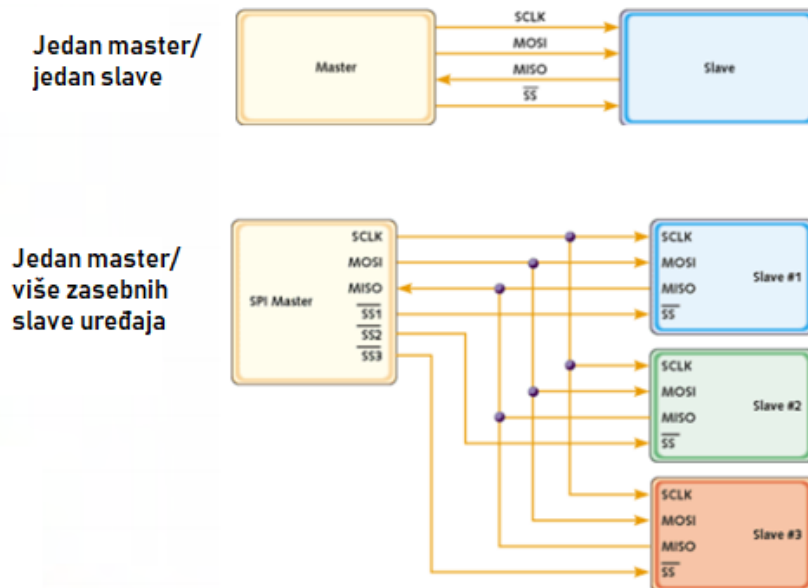 Jedan master/
jedan slave
Master
SCLK
MOSI
MISO
SS
Slave
Jedan master/
više zasebnih
slave uređaja
SPI Master
SCLK
MOSI
MISO
SS1
SS2
SS3
SCLK
MOSI
MISO
SS
Slave #1
SCLK
MOSI
MISO
SS
Slave #2
SCLK
MOSI
MISO
SS
Slave #3